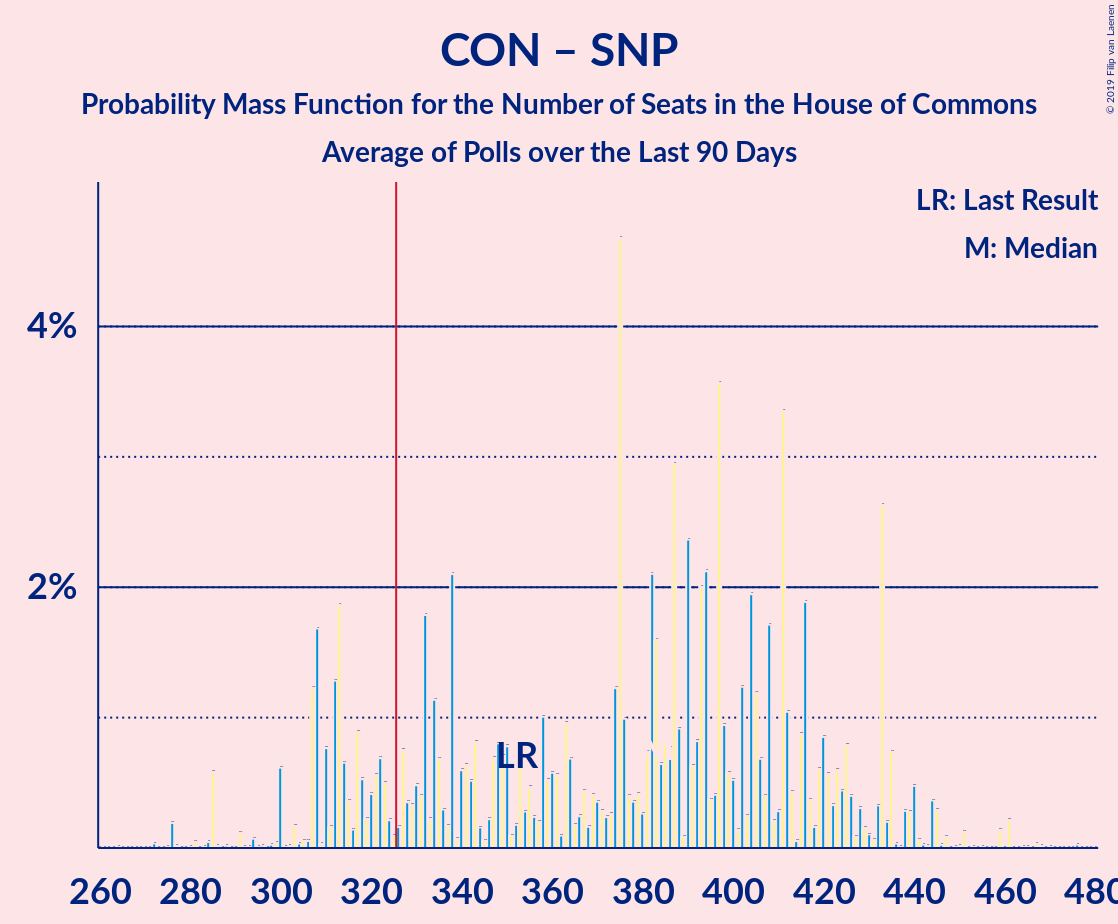 CON – SNP
Probability Mass Function for the Number of Seats in the House of Commons
Average of Polls over the Last 90 Days
© 2019 Filip van Laenen
LR: Last Result
M: Median
4%
2%
LR
260 280 300 320 340 360 380 400 420 440 460 480